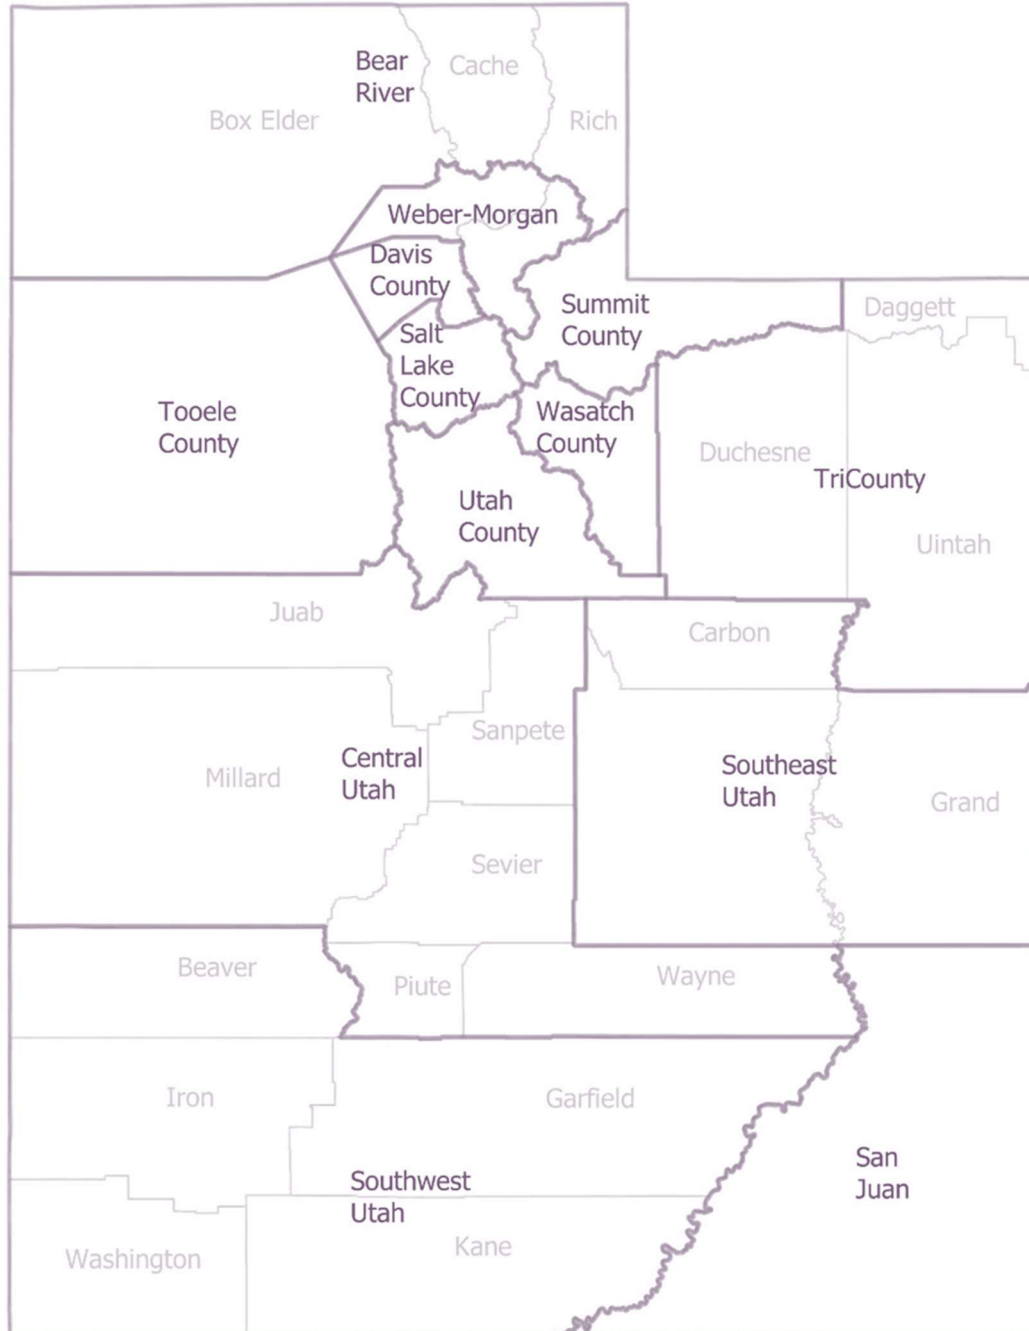 Bear
River
Cache
Box Elder
Rich
Weber-Morgan
Davis
County
Summit
County
Daggett
Salt
Lake
County
Tooele
County
Wasatch
County
Duchesne
TriCounty
Utah
County
Uintah
Juab
Carbon
Sanpete
Central
Utah
Millard
Southeast
Utah
Grand
Sevier
Beaver
Piute
Wayne
Iron
Garfield
San
Juan
Southwest
Utah
Kane
Washington